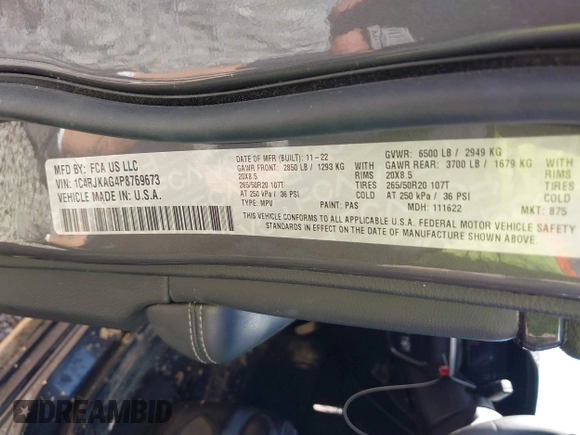 MFD BY: FCA US LLC
VIN: 1C4RJKAG4P8769673
VEHICLE MADE IN U.S.A.
DATE OF MFR (BUILT): 11-22
GAWR FRONT: 2850 LB / 1293 KG WITH
20X8.5 RIMS
265/50R20 107T TIRES
AT 250 kPa / 36 PSI COLD
TYPE: MPV PAINT: PAS
GVWR: 6500 LB / 2949 KG
GAWR REAR: 3700 LB / 1679 KG WITH
20X8.5 RIMS
265/50R20 107T TIRES
AT 250 kPa / 36 PSI COLD
MDH: 111622 MKT: 875
THIS VEHICLE CONFORMS TO ALL APPLICABLE U.S.A. FEDERAL MOTOR VEHICLE SAFETY
STANDARDS IN EFFECT ON THE DATE OF MANUFACTURE SHOWN ABOVE.
DREAMBID